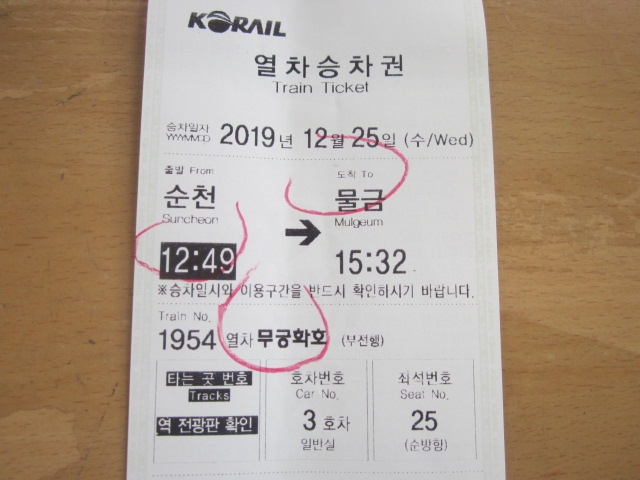 KORAIL
열차승차권
Train Ticket
승차일자 YYYYMMDD 2019년 12월 25일 (수/Wed)
출발 From 도착 To
순천 물금
Suncheon → Mulgeum
12:49 15:32
※승차일시와 이용구간을 반드시 확인하시기 바랍니다.
Train No.
1954 열차 무궁화호 (부전행)
타는 곳 번호 호차번호 좌석번호
Tracks Car No. Seat No.
역 전광판 확인 3 호차 25
일반실 (순방향)